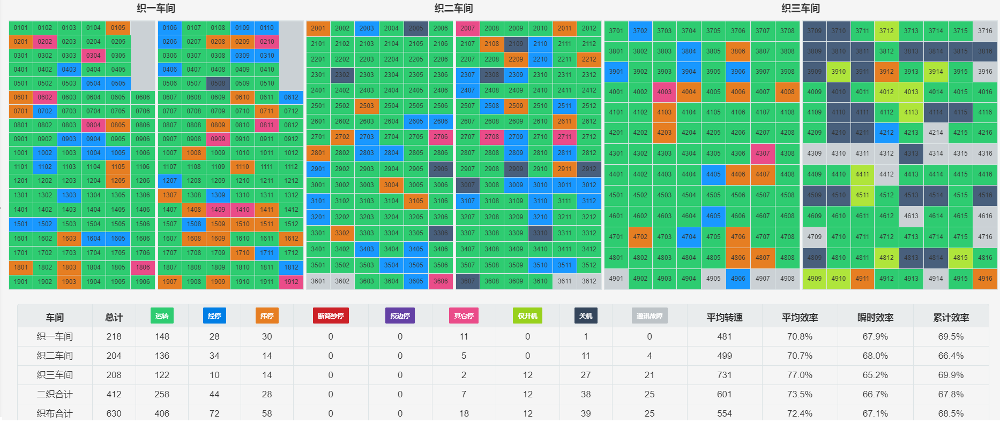 织一车间 织二车间 织三车间
0101 0102 0103 0104 0105 0106 0107 0108 0109 0110 2001 2002 2003 2004 2005 2006 2007 2008 2009 2010 2011 2012 3701 3702 3703 3704 3705 3706 3707 3708 3709 3710 3711 3712 3713 3714 3715 3716
0201 0202 0203 0204 0205 0206 0207 0208 0209 0210 2101 2102 2103 2104 2105 2106 2107 2108 2109 2110 2111 2112 3801 3802 3803 3804 3805 3806 3807 3808 3809 3810 3811 3812 3813 3814 3815 3816
0301 0302 0303 0304 0305 0306 0307 0308 0309 0310 2201 2202 2203 2204 2205 2206 2207 2208 2209 2210 2211 2212 3901 3902 3903 3904 3905 3906 3907 3908 3909 3910 3911 3912 3913 3914 3915 3916
0401 0402 0403 0404 0405 0406 0407 0408 0409 0410 2301 2302 2303 2304 2305 2306 2307 2308 2309 2310 2311 2312 4001 4002 4003 4004 4005 4006 4007 4008 4009 4010 4011 4012 4013 4014 4015 4016
0501 0502 0503 0504 0505 0506 0507 0508 0509 0510 2401 2402 2403 2404 2405 2406 2407 2408 2409 2410 2411 2412 4101 4102 4103 4104 4105 4106 4107 4108 4109 4110 4111 4112 4113 4114 4115 4116
0601 0602 0603 0604 0605 0606 0607 0608 0609 0610 0611 0612 2501 2502 2503 2504 2505 2506 2507 2508 2509 2510 2511 2512 4201 4202 4203 4204 4205 4206 4207 4208 4209 4210 4211 4212 4213 4214 4215 4216
0701 0702 0703 0704 0705 0706 0707 0708 0709 0710 0711 0712 2601 2602 2603 2604 2605 2606 2607 2608 2609 2610 2611 2612 4301 4302 4303 4304 4305 4306 4307 4308 4309 4310 4311 4312 4313 4314 4315 4316
0801 0802 0803 0804 0805 0806 0807 0808 0809 0810 0811 0812 2701 2702 2703 2704 2705 2706 2707 2708 2709 2710 2711 2712 4401 4402 4403 4404 4405 4406 4407 4408 4409 4410 4411 4412 4413 4414 4415 4416
0901 0902 0903 0904 0905 0906 0907 0908 0909 0910 0911 0912 2801 2802 2803 2804 2805 2806 2807 2808 2809 2810 2811 2812 4501 4502 4503 4504 4505 4506 4507 4508 4509 4510 4511 4512 4513 4514 4515 4516
1001 1002 1003 1004 1005 1006 1007 1008 1009 1010 1011 1012 2901 2902 2903 2904 2905 2906 2907 2908 2909 2910 2911 2912 4601 4602 4603 4604 4605 4606 4607 4608 4609 4610 4611 4612 4613 4614 4615 4616
1101 1102 1103 1104 1105 1106 1107 1108 1109 1110 1111 1112 3001 3002 3003 3004 3005 3006 3007 3008 3009 3010 3011 3012 4701 4702 4703 4704 4705 4706 4707 4708 4709 4710 4711 4712 4713 4714 4715 4716
1201 1202 1203 1204 1205 1206 1207 1208 1209 1210 1211 1212 3101 3102 3103 3104 3105 3106 3107 3108 3109 3110 3111 3112 4801 4802 4803 4804 4805 4806 4807 4808 4809 4810 4811 4812 4813 4814 4815 4816
1301 1302 1303 1304 1305 1306 1307 1308 1309 1310 1311 1312 3201 3202 3203 3204 3205 3206 3207 3208 3209 3210 3211 3212 4901 4902 4903 4904 4905 4906 4907 4908 4909 4910 4911 4912 4913 4914 4915 4916
1401 1402 1403 1404 1405 1406 1407 1408 1409 1410 1411 1412 3301 3302 3303 3304 3305 3306 3307 3308 3309 3310 3311 3312
1501 1502 1503 1504 1505 1506 1507 1508 1509 1510 1511 1512 3401 3402 3403 3404 3405 3406 3407 3408 3409 3410 3411 3412
1601 1602 1603 1604 1605 1606 1607 1608 1609 1610 1611 1612 3501 3502 3503 3504 3505 3506 3507 3508 3509 3510 3511 3512
1701 1702 1703 1704 1705 1706 1707 1708 1709 1710 1711 1712 3601 3602 3603 3604 3605 3606 3607 3608 3609 3610 3611 3612
1801 1802 1803 1804 1805 1806 1807 1808 1809 1810 1811 1812
1901 1902 1903 1904 1905 1906 1907 1908 1909 1910 1911 1912
车间 总计 运转 经停 纬停 断筒纱停 绞边停 其它停 仅开机 关机 通讯故障 平均转速 平均效率 瞬时效率 累计效率
织一车间 218 148 28 30 0 0 11 0 1 0 481 70.8% 67.9% 69.5%
织二车间 204 136 34 14 0 0 5 0 11 4 499 70.7% 68.0% 66.4%
织三车间 208 122 10 14 0 0 2 12 27 21 731 77.0% 65.2% 69.9%
二织合计 412 258 44 28 0 0 7 12 38 25 601 73.5% 66.7% 67.8%
织布合计 630 406 72 58 0 0 18 12 39 25 554 72.4% 67.1% 68.5%